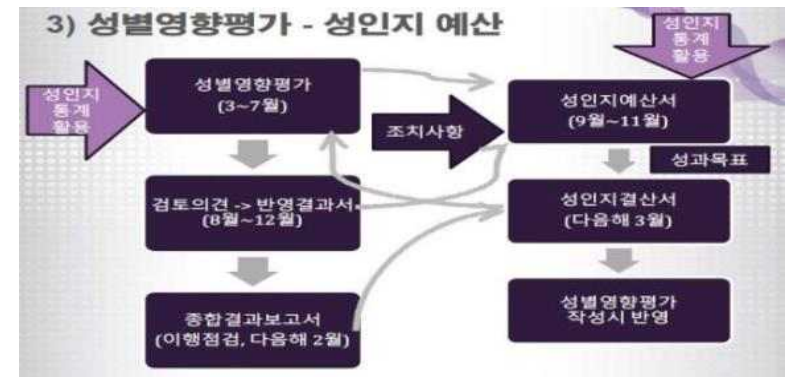 3) 성별영향평가 - 성인지 예산
성인지
통계
활용
성별영향평가
(3~7월)
검토의견 -> 반영결과서
(8월~12월)
종합결과보고서
(이행점검, 다음해 2월)
조치사항
성인지
통계
활용
성인지예산서
(9월~11월)
성과목표
성인지결산서
(다음해 3월)
성별영향평가
작성시 반영